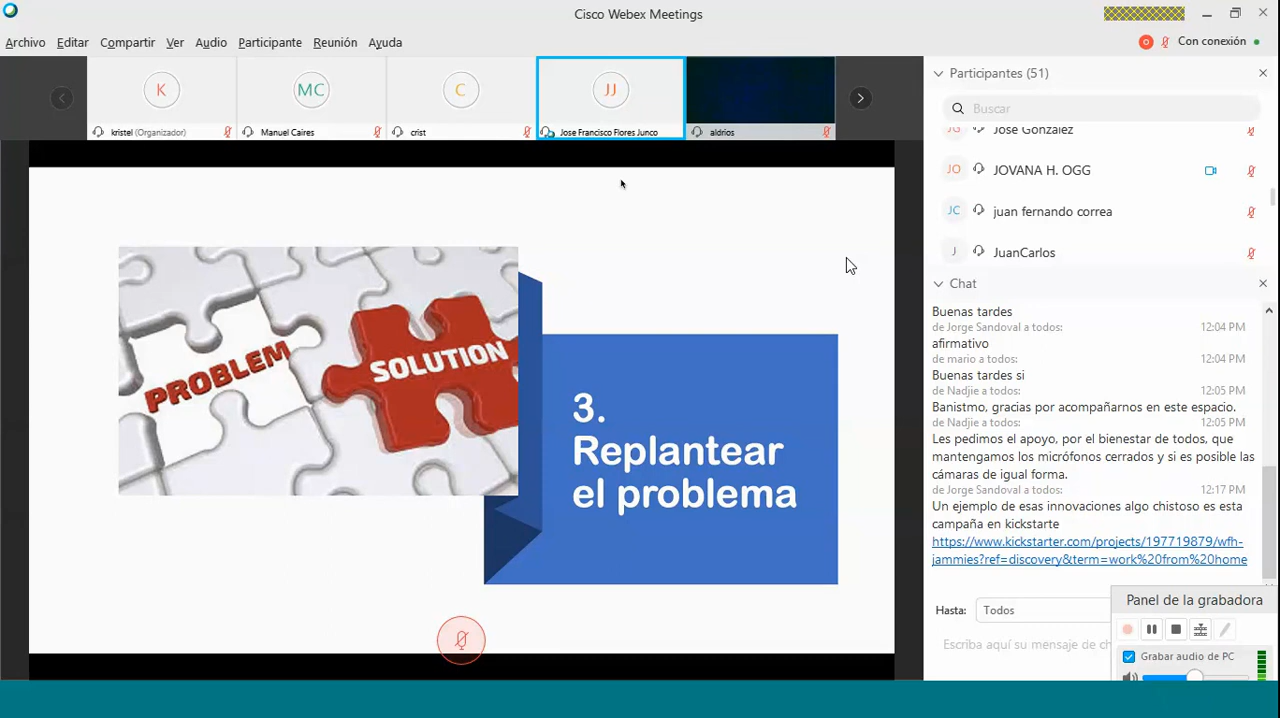 Cisco Webex Meetings
Archivo Editar Compartir Ver Audio Participante Reunión Ayuda
Con conexión
K
MC
C
JJ
kristel (Organizador)
Manuel Caires
crist
Jose Francisco Flores Junco
aldrios
PROBLEM
SOLUTION
3.
Replantear
el problema
Participantes (51)
Buscar
JG Jose Gonzalez
JO JOVANA H. OGG
JC juan fernando correa
J JuanCarlos
Chat
Buenas tardes
de Jorge Sandoval a todos: 12:04 PM
afirmativo
de mario a todos: 12:04 PM
Buenas tardes si
de Nadjie a todos: 12:05 PM
Banistmo, gracias por acompañarnos en este espacio.
de Nadjie a todos: 12:05 PM
Les pedimos el apoyo, por el bienestar de todos, que
mantengamos los micrófonos cerrados y si es posible las
cámaras de igual forma.
de Jorge Sandoval a todos: 12:17 PM
Un ejemplo de esas innovaciones algo chistoso es esta
campaña en kickstarte
https://www.kickstarter.com/projects/197719879/wfh-
jammies?ref=discovery&term=work%20from%20home
Hasta: Todos
Escriba aquí su mensaje de ch
Panel de la grabadora
Grabar audio de PC